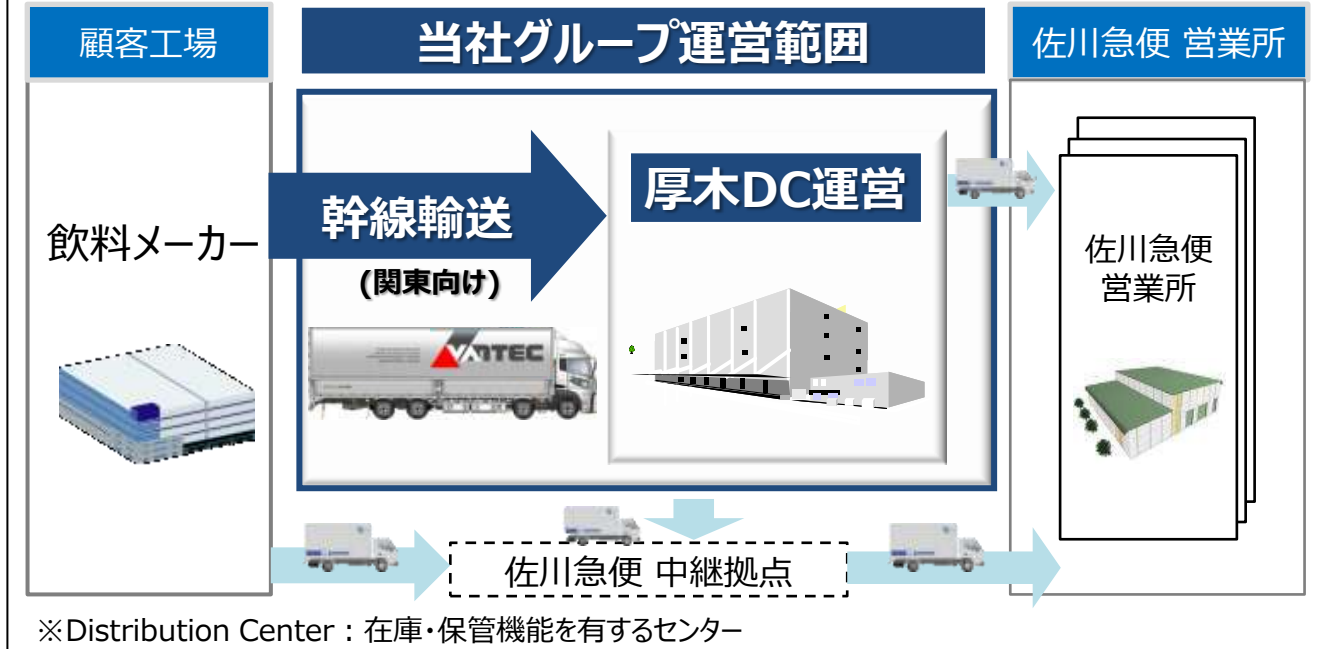 顧客工場
当社グループ運営範囲
佐川急便 営業所
飲料メーカー
幹線輸送
(関東向け)
厚木DC運営
VANTEC
佐川急便
営業所
佐川急便 中継拠点
※Distribution Center：在庫・保管機能を有するセンター